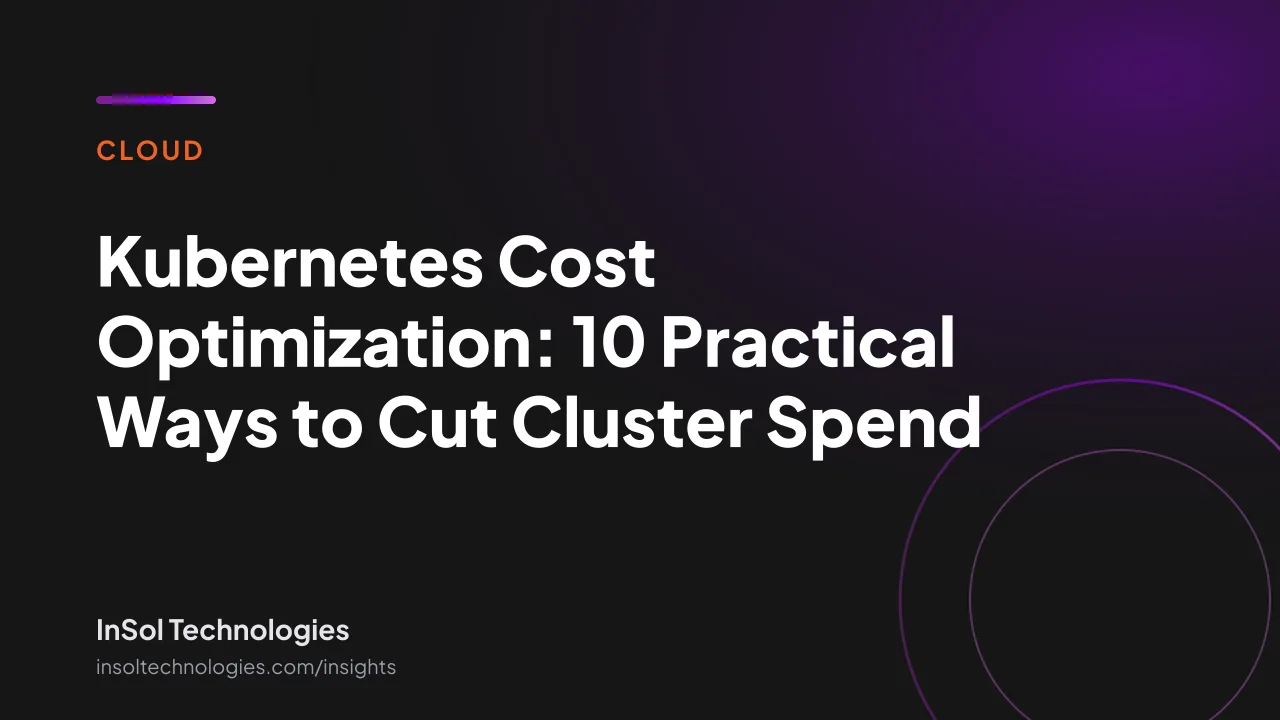 CLOUD
Kubernetes Cost
Optimization: 10 Practical
Ways to Cut Cluster Spend
InSol Technologies
insoltechnologies.com/insights